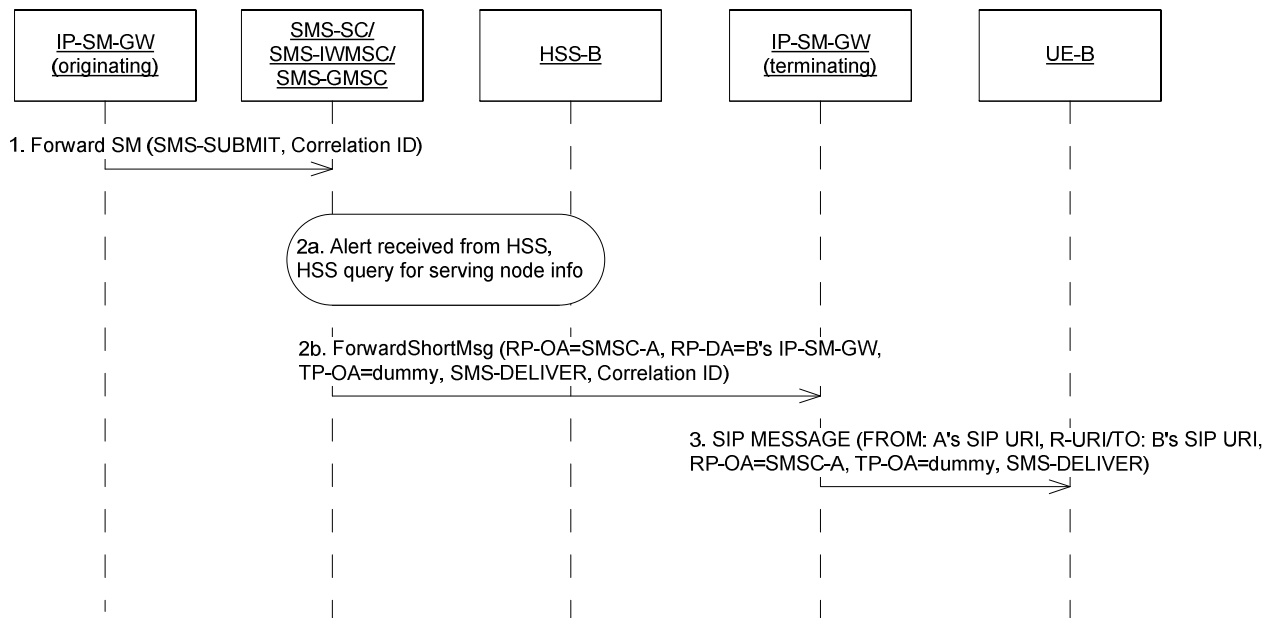 IP-SM-GW
(originating)
SMS-SC/
SMS-IWMSC/
SMS-GMSC
HSS-B
IP-SM-GW
(terminating)
UE-B
1. Forward SM (SMS-SUBMIT, Correlation ID)
2a. Alert received from HSS,
HSS query for serving node info
2b. ForwardShortMsg (RP-OA=SMSC-A, RP-DA=B's IP-SM-GW,
TP-OA=dummy, SMS-DELIVER, Correlation ID)
3. SIP MESSAGE (FROM: A's SIP URI, R-URI/TO: B's SIP URI,
RP-OA=SMSC-A, TP-OA=dummy, SMS-DELIVER)